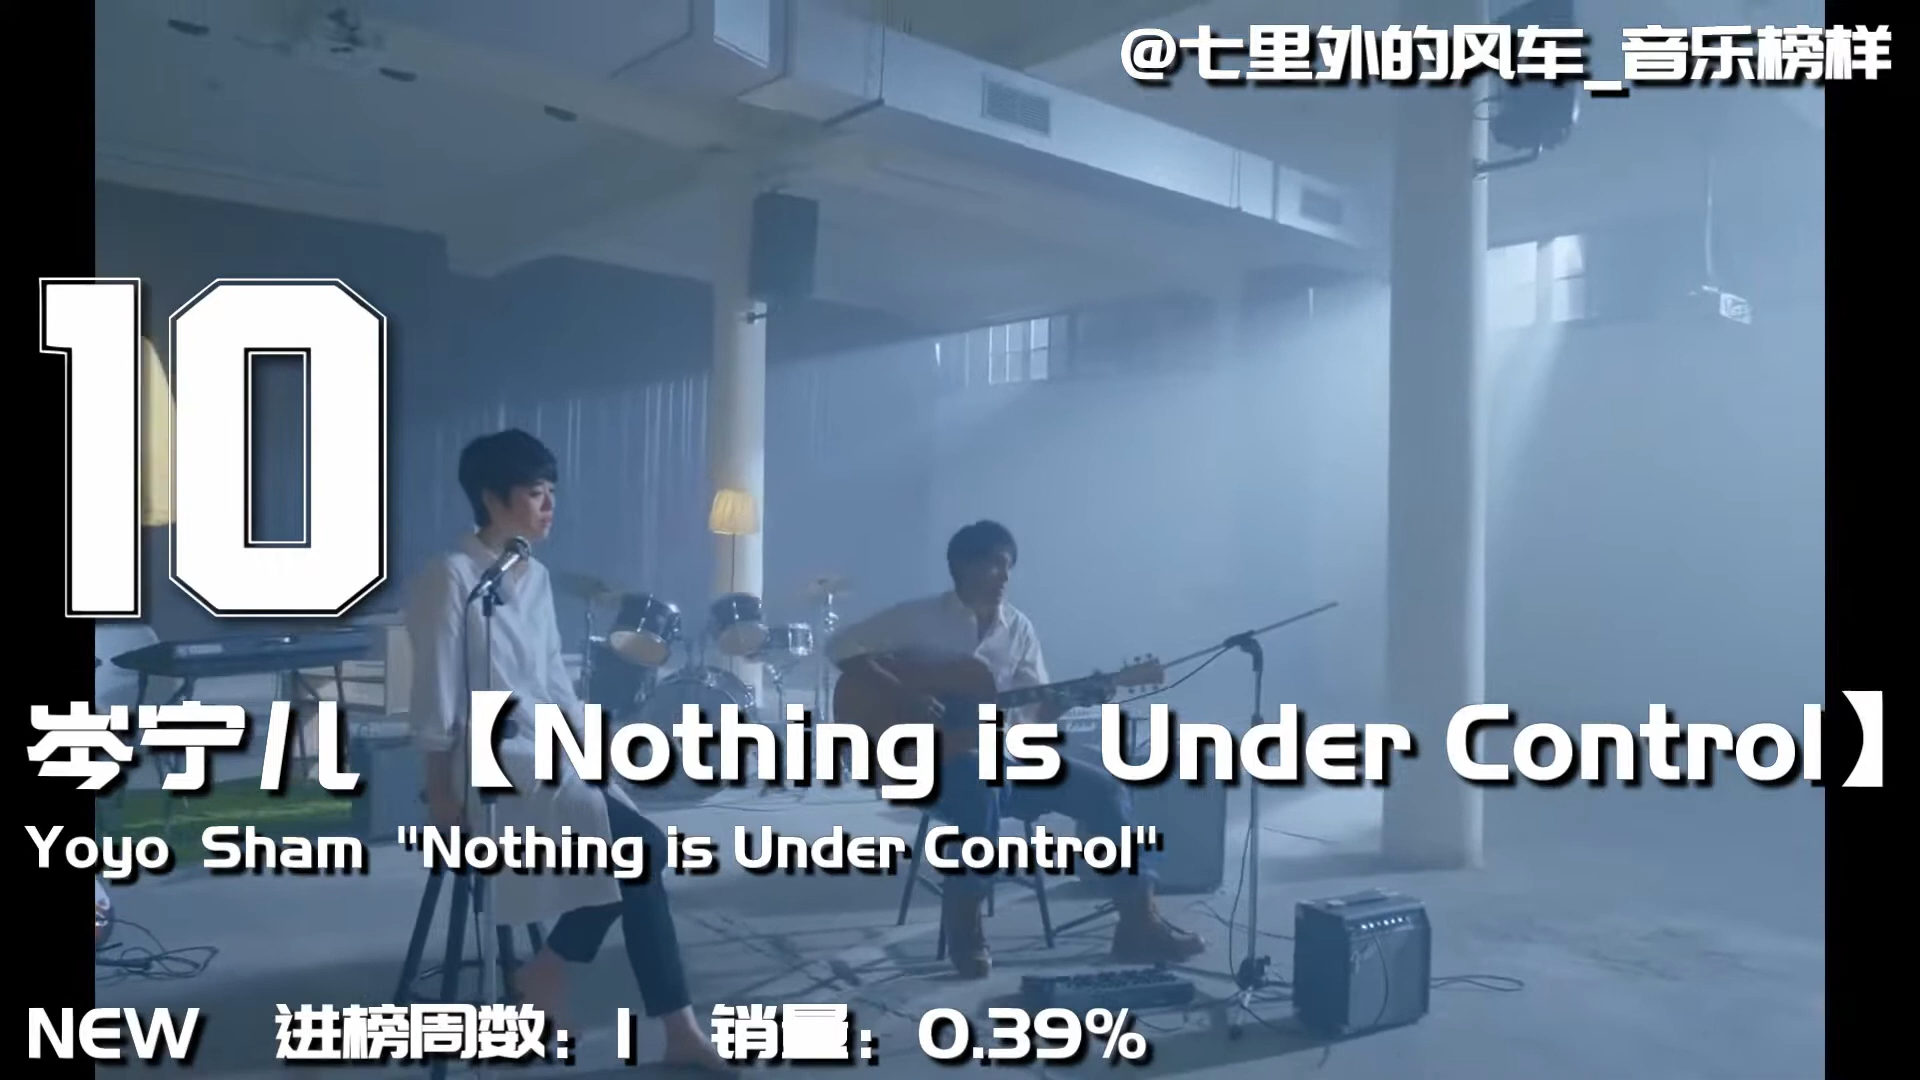 @七里外的风车_音乐榜样
10
岑宁儿【Nothing is Under Control】
Yoyo Sham "Nothing is Under Control"
NEW 进榜周数：1 销量：0.39%